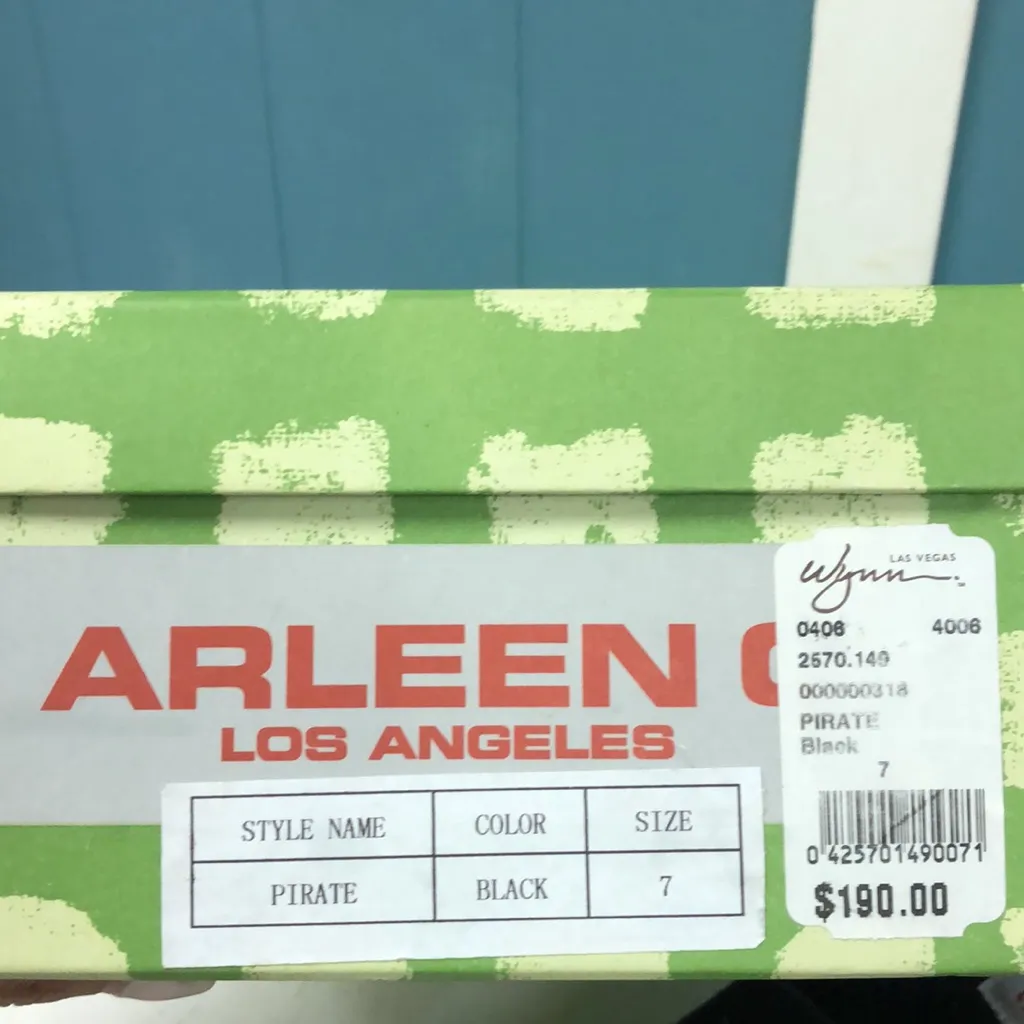 ARLEEN
LOS ANGELES
STYLE NAME COLOR SIZE
PIRATE BLACK 7
Wynn LAS VEGAS
0406 4006
2570.149
000000318
PIRATE
Black
7
0 425701490071
$190.00